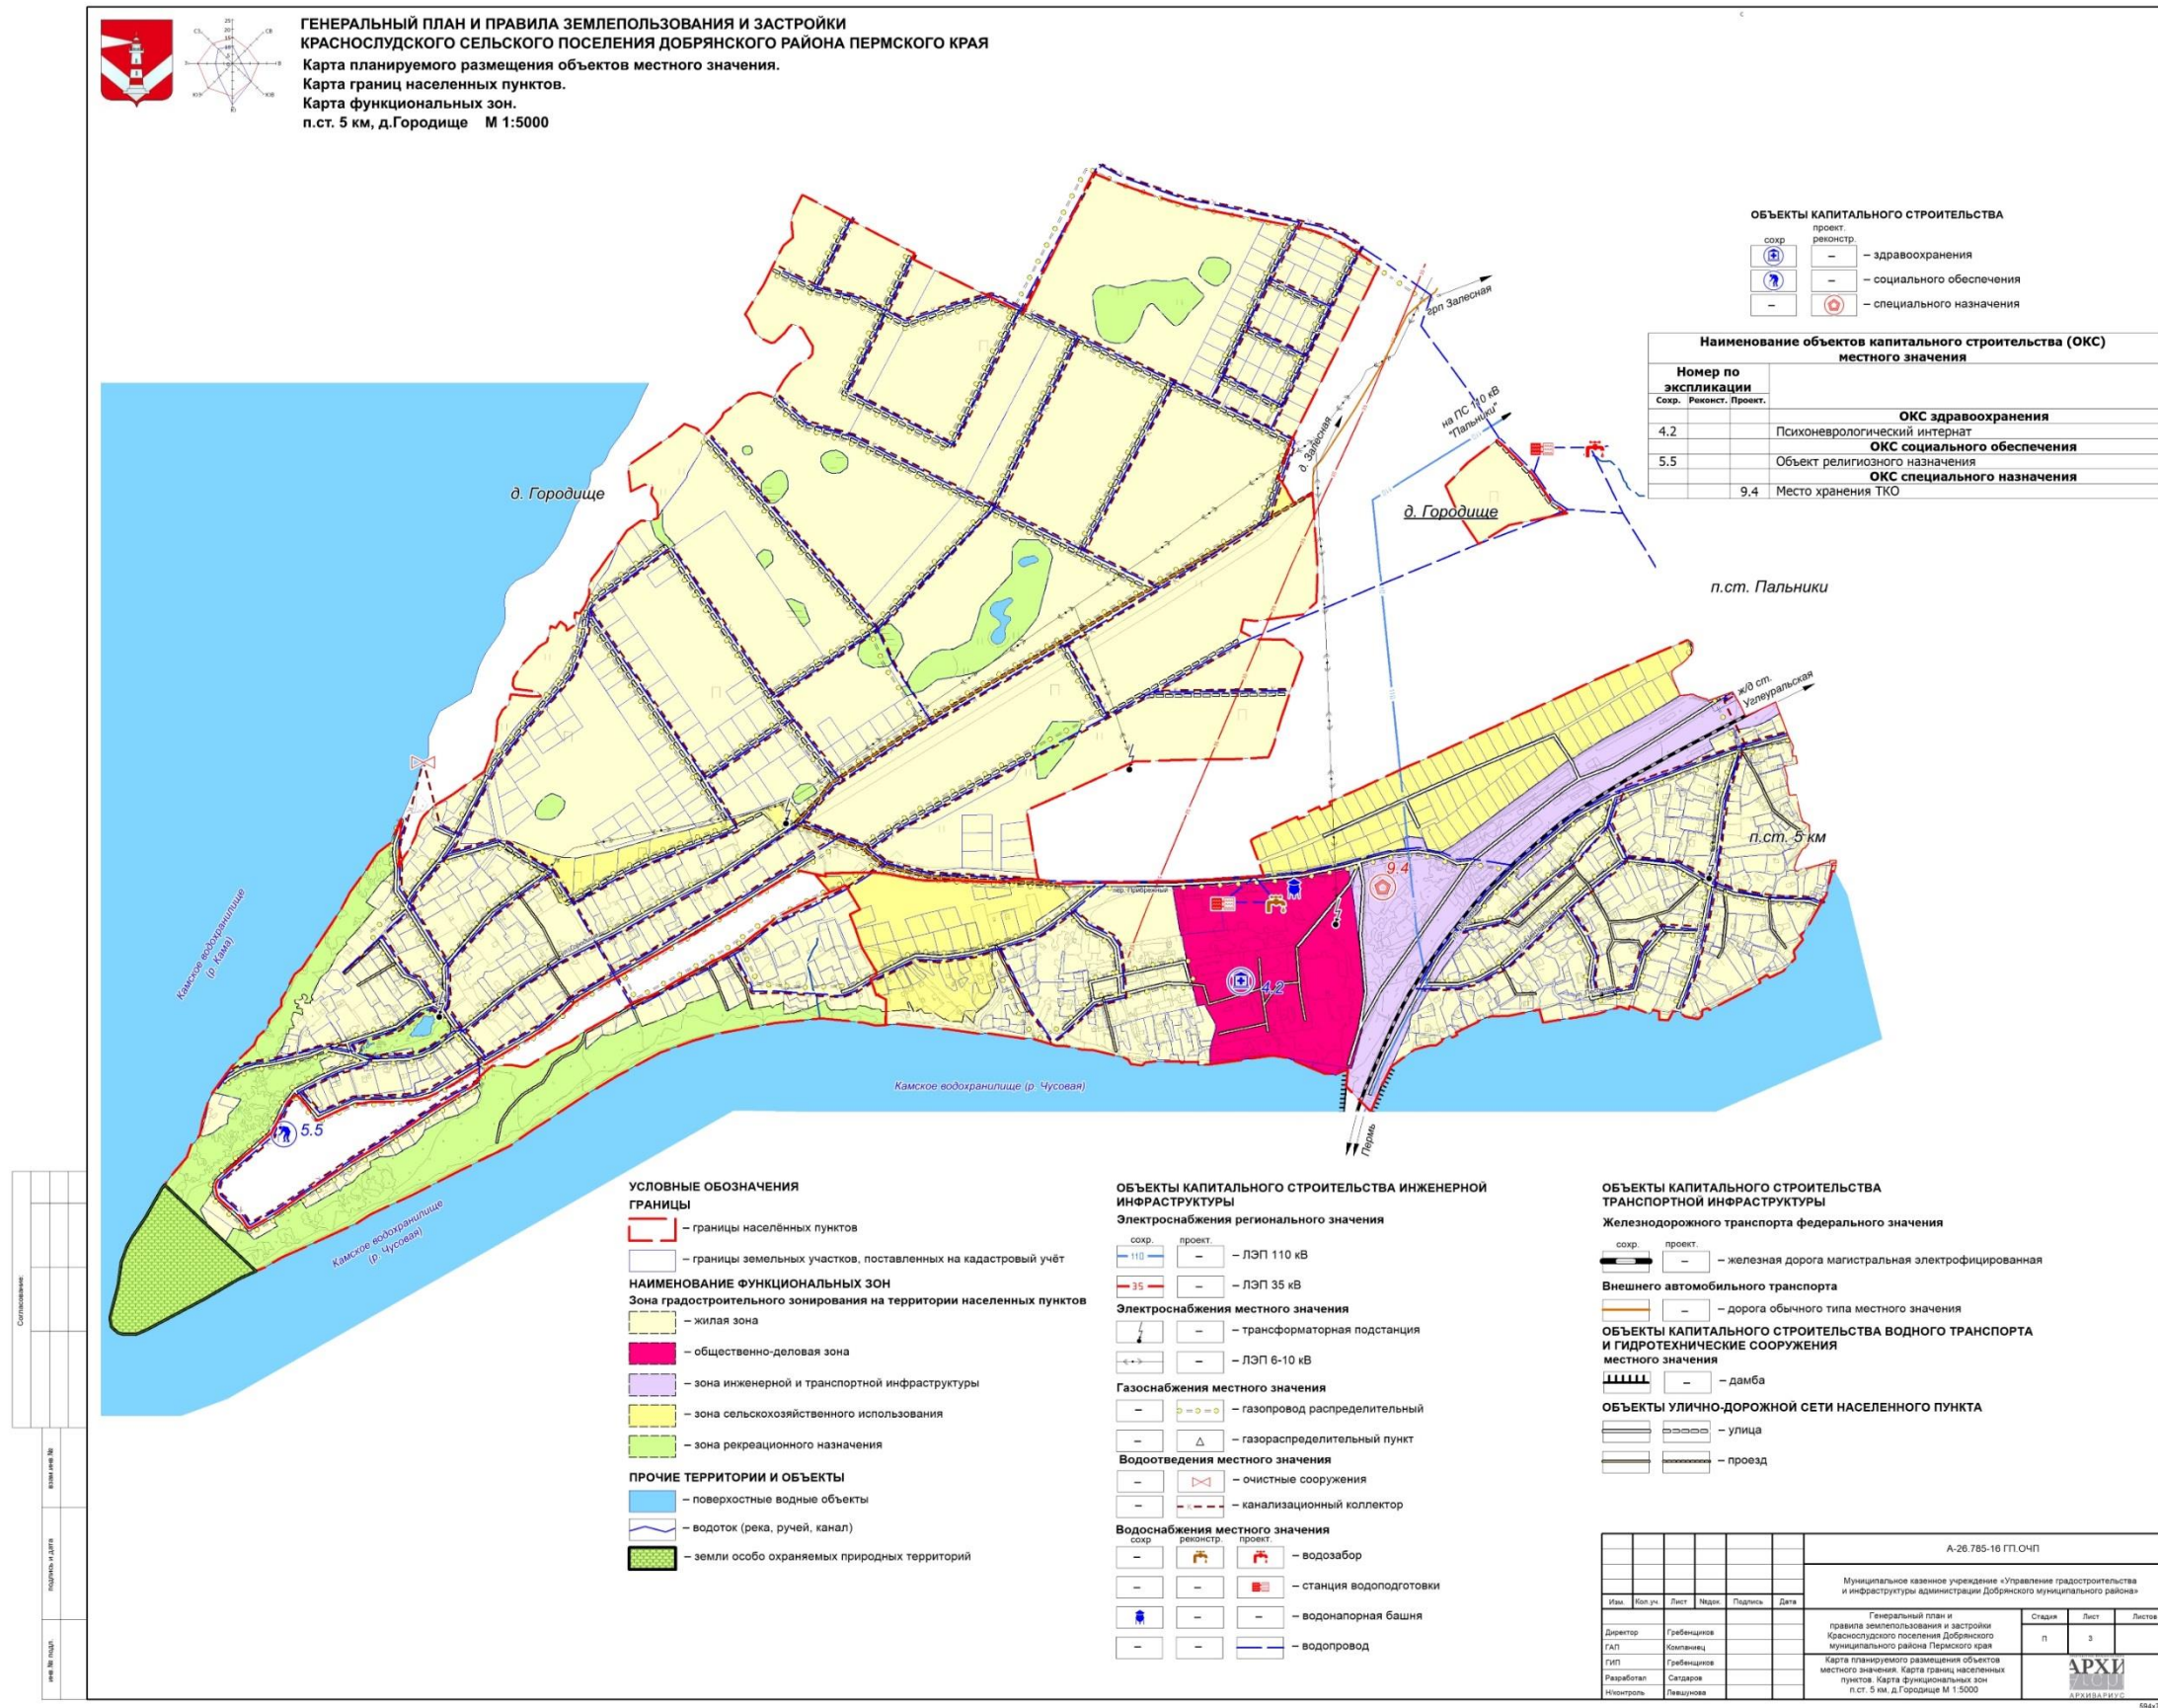 ГЕНЕРАЛЬНЫЙ ПЛАН И ПРАВИЛА ЗЕМЛЕПОЛЬЗОВАНИЯ И ЗАСТРОЙКИ
КРАСНОСЛУДСКОГО СЕЛЬСКОГО ПОСЕЛЕНИЯ ДОБРЯНСКОГО РАЙОНА ПЕРМСКОГО КРАЯ
Карта планируемого размещения объектов местного значения.
Карта границ населенных пунктов.
Карта функциональных зон.
п.ст. 5 км, д.Городище М 1:5000
ОБЪЕКТЫ КАПИТАЛЬНОГО СТРОИТЕЛЬСТВА
проект.
сохр реконстр.
– – здравоохранения
– – социального обеспечения
– – специального назначения
Наименование объектов капитального строительства (ОКС)
местного значения
Номер по
экспликации
Сохр. Реконст. Проект.
ОКС здравоохранения
4.2 Психоневрологический интернат
ОКС социального обеспечения
5.5 Объект религиозного назначения
ОКС специального назначения
9.4 Место хранения ТКО
грп Залесная
д. Залесная
на ПС 110 кВ
"Пальники"
д. Городище
д. Городище
п.ст. Пальники
ж/д ст.
Углеуральская
п.ст. 5 км
9.4
пер. Прибрежный
4.2
Камское водохранилище
(р. Кама)
Камское водохранилище (р. Чусовая)
5.5
Пермь
Камское водохранилище
(р. Чусовая)
УСЛОВНЫЕ ОБОЗНАЧЕНИЯ
ГРАНИЦЫ
– границы населённых пунктов
– границы земельных участков, поставленных на кадастровый учёт
НАИМЕНОВАНИЕ ФУНКЦИОНАЛЬНЫХ ЗОН
Зона градостроительного зонирования на территории населенных пунктов
– жилая зона
– общественно-деловая зона
– зона инженерной и транспортной инфраструктуры
– зона сельскохозяйственного использования
– зона рекреационного назначения
ПРОЧИЕ ТЕРРИТОРИИ И ОБЪЕКТЫ
– поверхостные водные объекты
– водоток (река, ручей, канал)
– земли особо охраняемых природных территорий
ОБЪЕКТЫ КАПИТАЛЬНОГО СТРОИТЕЛЬСТВА ИНЖЕНЕРНОЙ
ИНФРАСТРУКТУРЫ
Электроснабжения регионального значения
сохр. проект.
110 – – ЛЭП 110 кВ
35 – – ЛЭП 35 кВ
Электроснабжения местного значения
– – трансформаторная подстанция
– – ЛЭП 6-10 кВ
Газоснабжения местного значения
– – газопровод распределительный
– – газораспределительный пункт
Водоотведения местного значения
– – очистные сооружения
– – канализационный коллектор
Водоснабжения местного значения
сохр реконстр. проект.
– – водозабор
– – – станция водоподготовки
– – – водонапорная башня
– – – водопровод
ОБЪЕКТЫ КАПИТАЛЬНОГО СТРОИТЕЛЬСТВА
ТРАНСПОРТНОЙ ИНФРАСТРУКТУРЫ
Железнодорожного транспорта федерального значения
сохр. проект.
– – железная дорога магистральная электрофицированная
Внешнего автомобильного транспорта
– – дорога обычного типа местного значения
ОБЪЕКТЫ КАПИТАЛЬНОГО СТРОИТЕЛЬСТВА ВОДНОГО ТРАНСПОРТА
И ГИДРОТЕХНИЧЕСКИЕ СООРУЖЕНИЯ
местного значения
– – дамба
ОБЪЕКТЫ УЛИЧНО-ДОРОЖНОЙ СЕТИ НАСЕЛЕННОГО ПУНКТА
– улица
– проезд
А-26.785-16 ГП.ОЧП
Муниципальное казенное учреждение «Управление градостроительства
и инфраструктуры администрации Добрянского муниципального района»
Изм. Кол.уч. Лист №док. Подпись Дата
Директор Гребенщиков
ГАП Компаниец
ГИП Гребенщиков
Разработал Сатдаров
Н/контроль Левшунова
Генеральный план и
правила землепользования и застройки
Краснослудского поселения Добрянского
муниципального района Пермского края
Стадия Лист Листов
П 3
Карта планируемого размещения объектов
местного значения. Карта границ населенных
пунктов. Карта функциональных зон
п.ст. 5 км, д.Городище М 1:5000
АРХИ
АРХИВАРИУС
Согласованние:
взам инв №
подпись и дата
инв № подл.